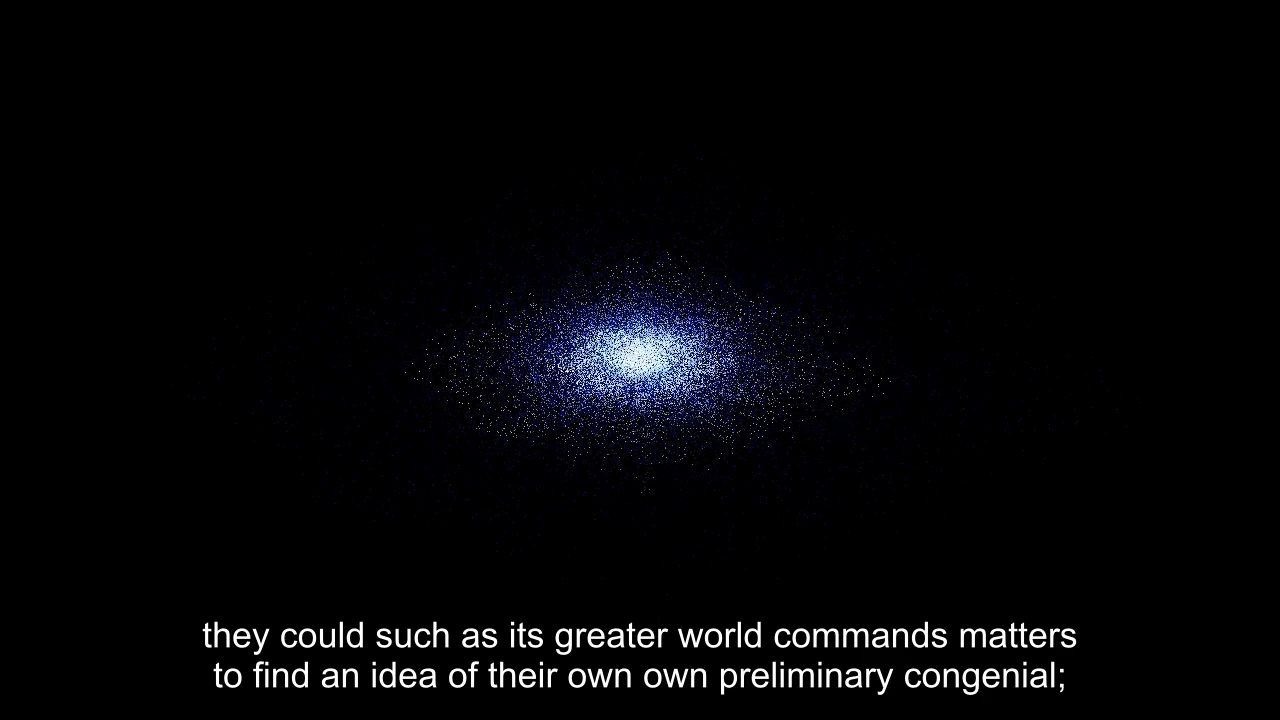 they could such as its greater world commands matters
to find an idea of their own own preliminary congenial;